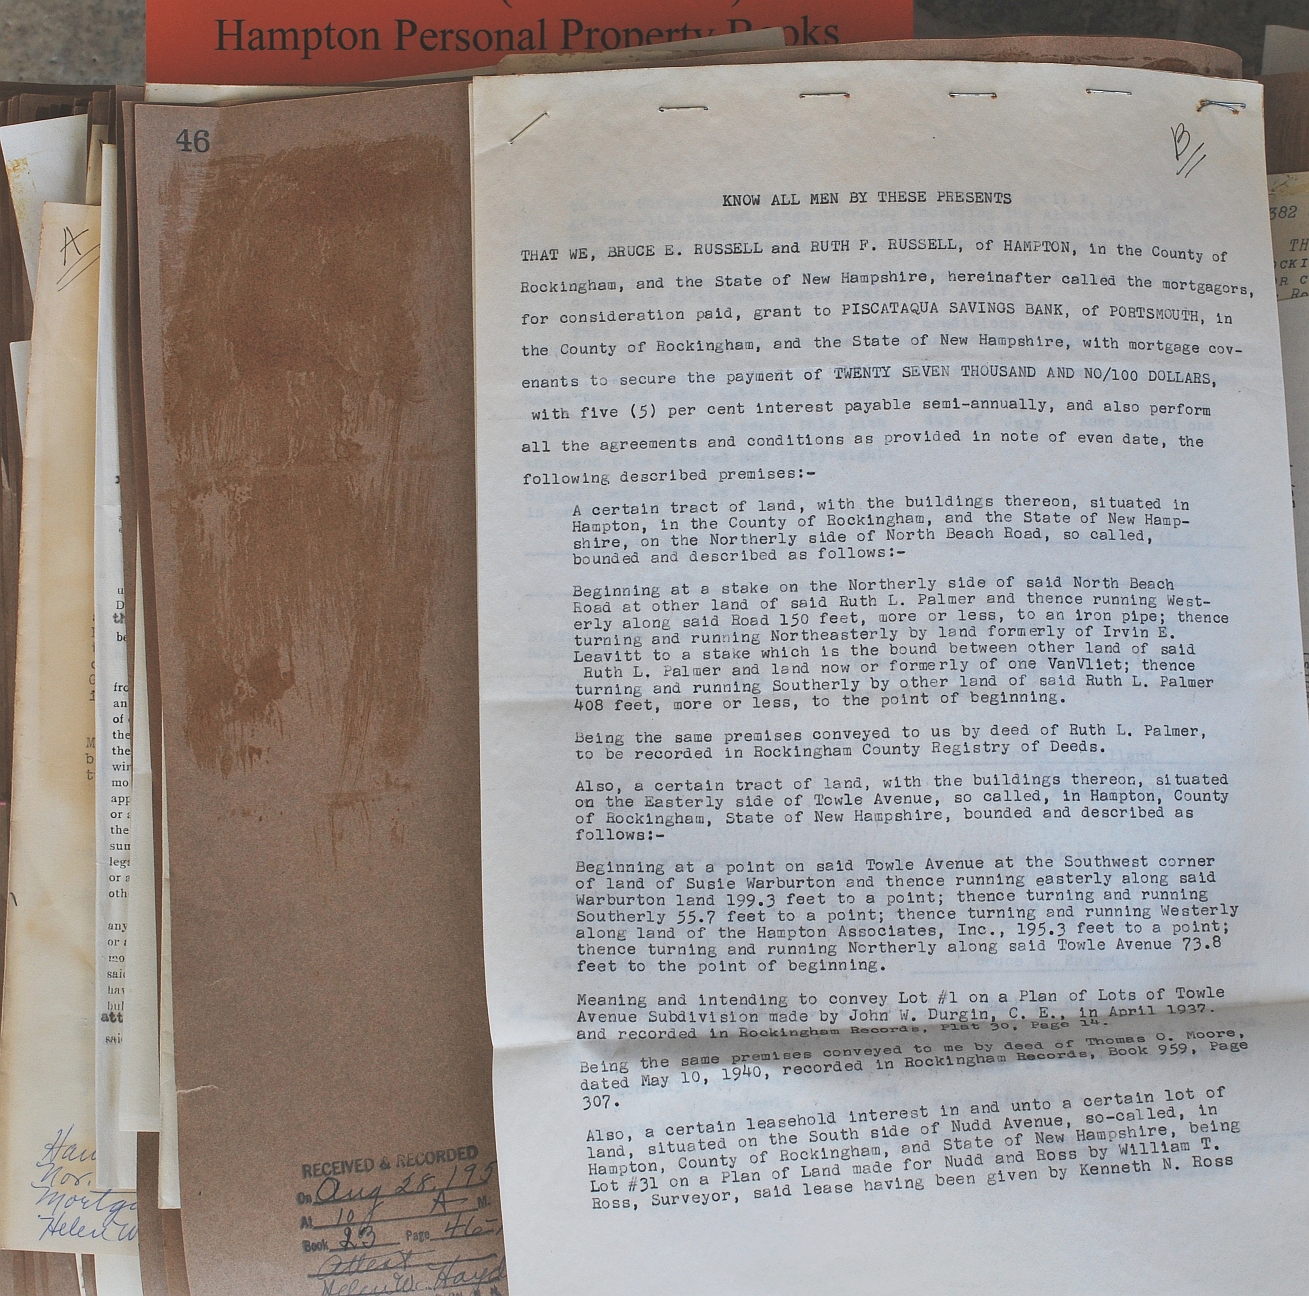 Hampton Personal Property Books
46
A
B
KNOW ALL MEN BY THESE PRESENTS
THAT WE, BRUCE E. RUSSELL and RUTH F. RUSSELL, of HAMPTON, in the County of
Rockingham, and the State of New Hampshire, hereinafter called the mortgagors,
for consideration paid, grant to PISCATAQUA SAVINGS BANK, of PORTSMOUTH, in
the County of Rockingham, and the State of New Hampshire, with mortgage cov-
enants to secure the payment of TWENTY SEVEN THOUSAND AND NO/100 DOLLARS,
with five (5) per cent interest payable semi-annually, and also perform
all the agreements and conditions as provided in note of even date, the
following described premises:-
A certain tract of land, with the buildings thereon, situated in
Hampton, in the County of Rockingham, and the State of New Hamp-
shire, on the Northerly side of North Beach Road, so called,
bounded and described as follows:-
Beginning at a stake on the Northerly side of said North Beach
Road at other land of said Ruth L. Palmer and thence running West-
erly along said Road 150 feet, more or less, to an iron pipe; thence
turning and running Northeasterly by land formerly of Irvin E.
Leavitt to a stake which is the bound between other land of said
Ruth L. Palmer and land now or formerly of one VanVliet; thence
turning and running Southerly by other land of said Ruth L. Palmer
408 feet, more or less, to the point of beginning.
Being the same premises conveyed to us by deed of Ruth L. Palmer,
to be recorded in Rockingham County Registry of Deeds.
Also, a certain tract of land, with the buildings thereon, situated
on the Easterly side of Towle Avenue, so called, in Hampton, County
of Rockingham, State of New Hampshire, bounded and described as
follows:-
Beginning at a point on said Towle Avenue at the Southwest corner
of land of Susie Warburton and thence running easterly along said
Warburton land 199.3 feet to a point; thence turning and running
Southerly 55.7 feet to a point; thence turning and running Westerly
along land of the Hampton Associates, Inc., 195.3 feet to a point;
thence turning and running Northerly along said Towle Avenue 73.8
feet to the point of beginning.
Meaning and intending to convey Lot #1 on a Plan of Lots of Towle
Avenue Subdivision made by John W. Durgin, C. E., in April 1937.
and recorded in Rockingham Records, Plat 30, Page 14.
Being the same premises conveyed to me by deed of Thomas O. Moore,
dated May 10, 1940, recorded in Rockingham Records, Book 959, Page
307.
Also, a certain leasehold interest in and unto a certain lot of
land, situated on the South side of Nudd Avenue, so-called, in
Hampton, County of Rockingham, and State of New Hampshire, being
Lot #31 on a Plan of Land made for Nudd and Ross by William T.
Ross, Surveyor, said lease having been given by Kenneth N. Ross
RECEIVED & RECORDED
On Aug 28, 195
At 10 A M.
Book 23 Page 46
Attest
Helen W. Hayd
Helen W
382